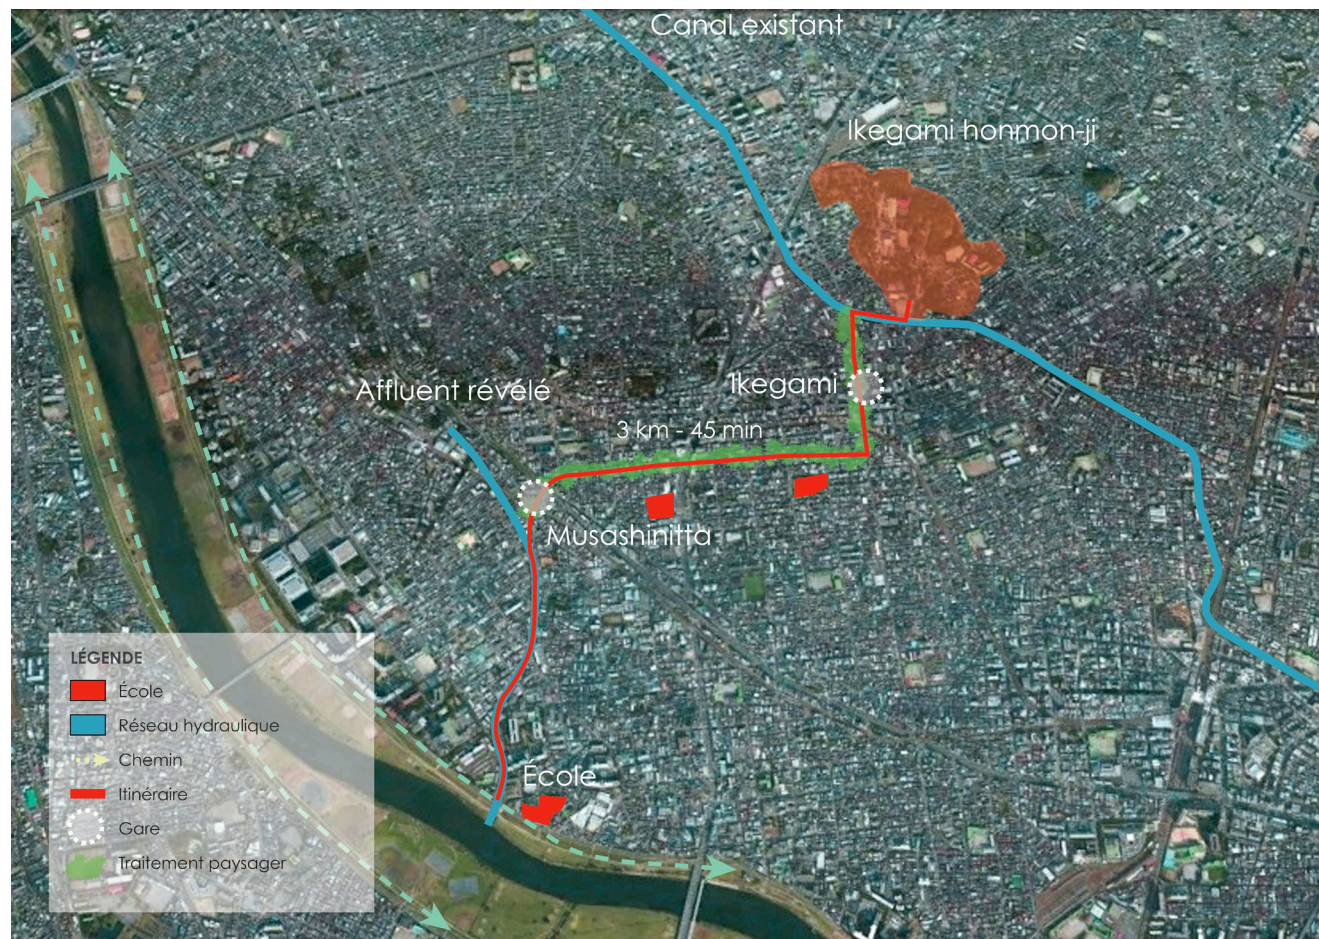 Canal existant
Ikegami honmon-ji
Ikegami
Affluent révélé
3 km - 45 min
Musashinitta
École
LÉGENDE
École
Réseau hydraulique
Chemin
Itinéraire
Gare
Traitement paysager